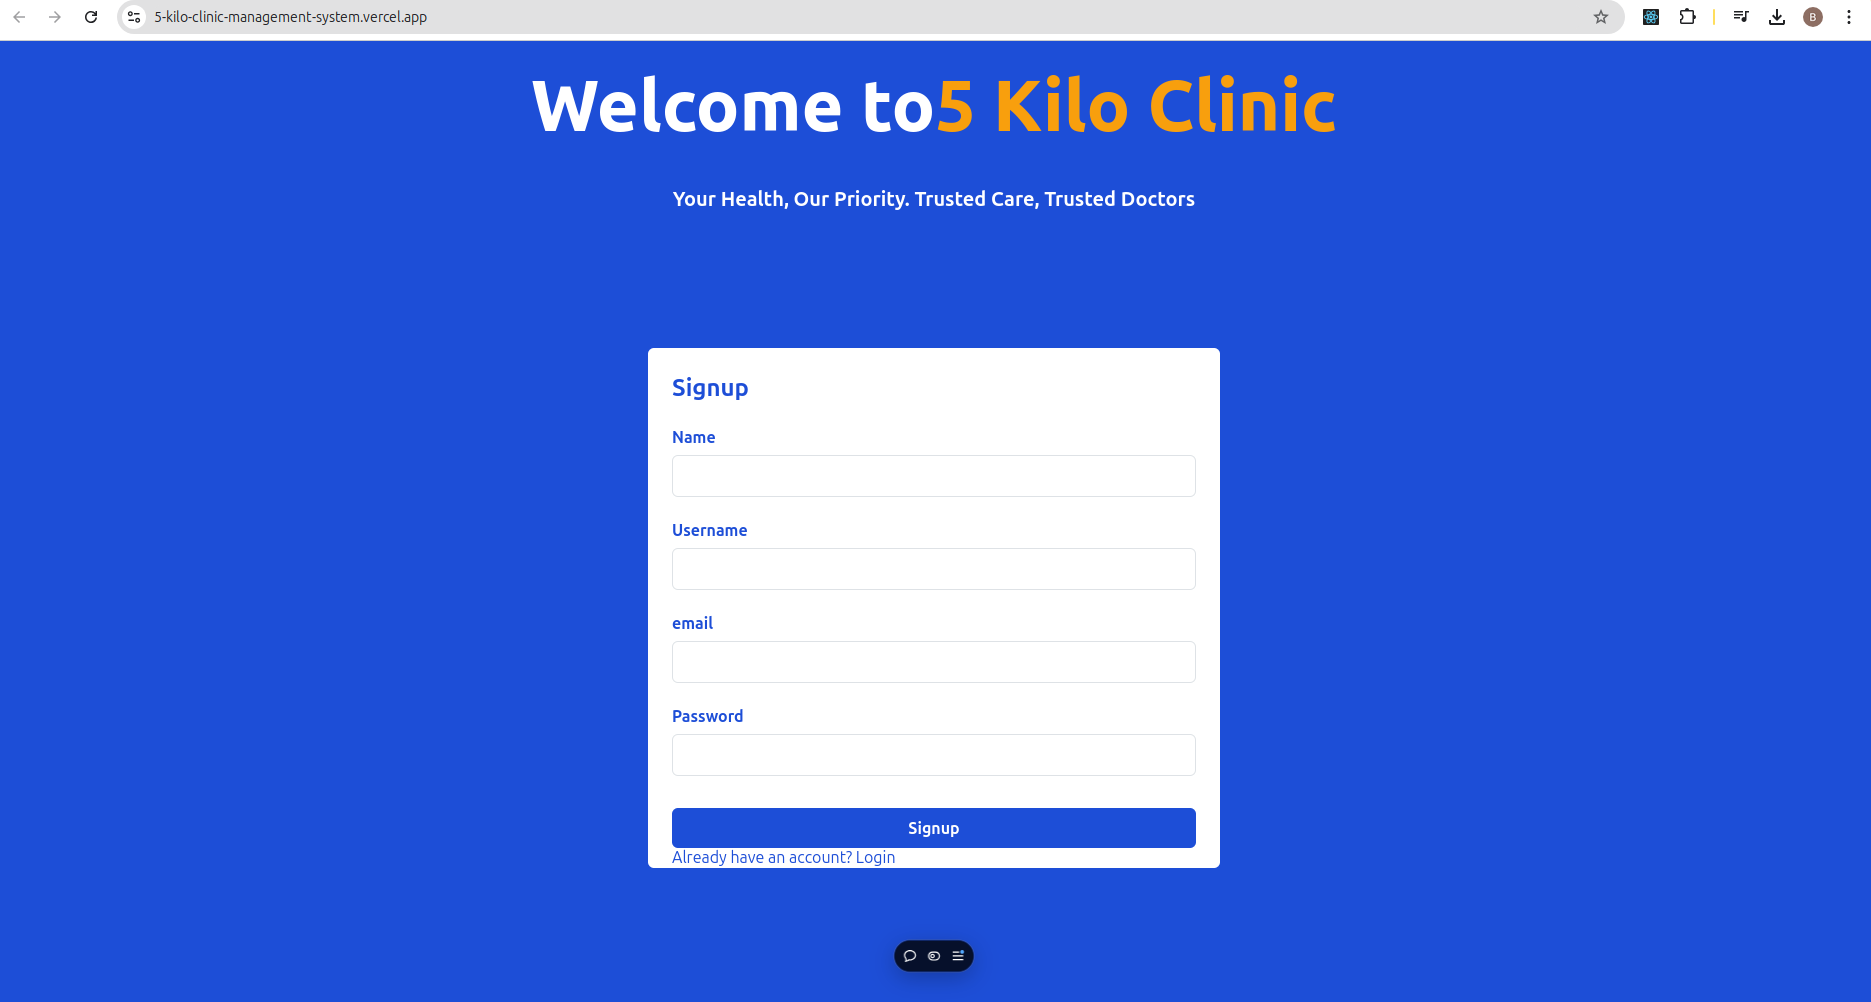 5-kilo-clinic-management-system.vercel.app
B
Welcome to5 Kilo Clinic
Your Health, Our Priority. Trusted Care, Trusted Doctors
Signup
Name
Username
email
Password
Signup
Already have an account? Login